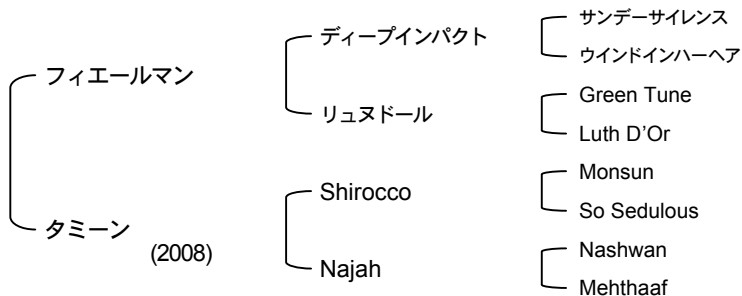 サンデーサイレンス
ディープインパクト
ウインドインハーヘア
フィエールマン
Green Tune
リュヌドール
Luth D’Or
Monsun
Shirocco
So Sedulous
タミーン
(2008)
Nashwan
Najah
Mehthaaf